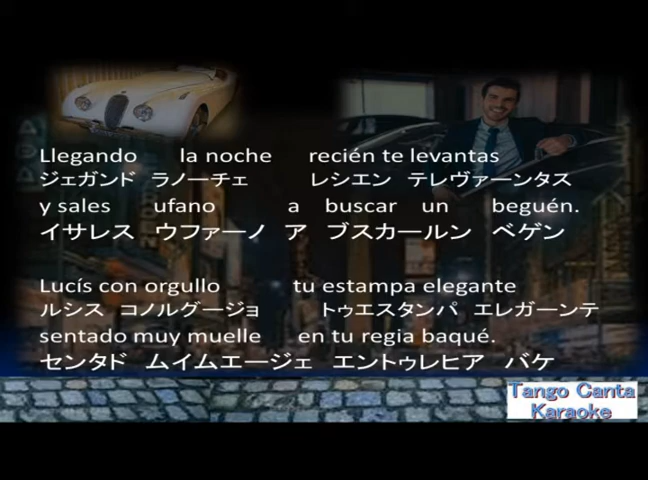 Llegando la noche recién te levantas
ジェガンド ラノーチェ レシエン テレヴァーンタス
y sales ufano a buscar un beguén.
イサレス ウファーノ ア ブスカールン ベゲン
Lucís con orgullo tu estampa elegante
ルシス コノルグージョ トゥエスタンパ エレガーンテ
sentado muy muelle en tu regia baqué.
センタド ムイムエージェ エントゥレヒア バケ
Tango Canta
Karaoke